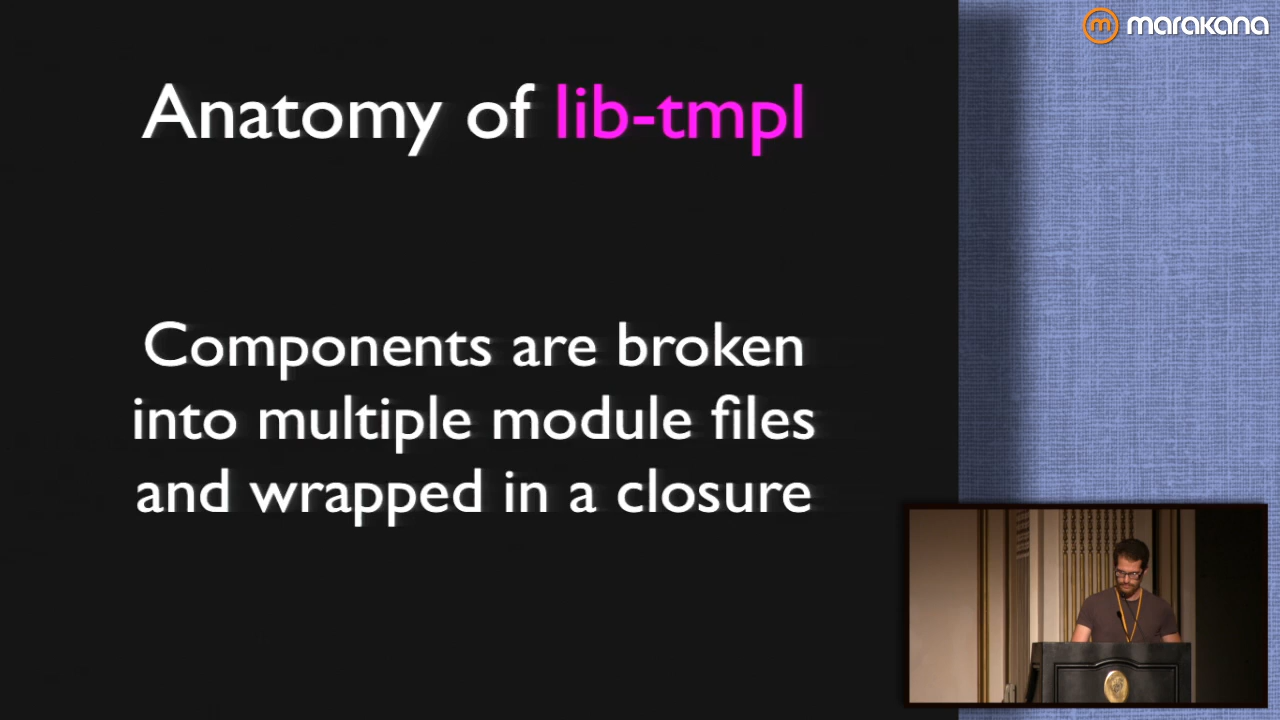 marakana
Anatomy of lib-tmpl
Components are broken
into multiple module files
and wrapped in a closure